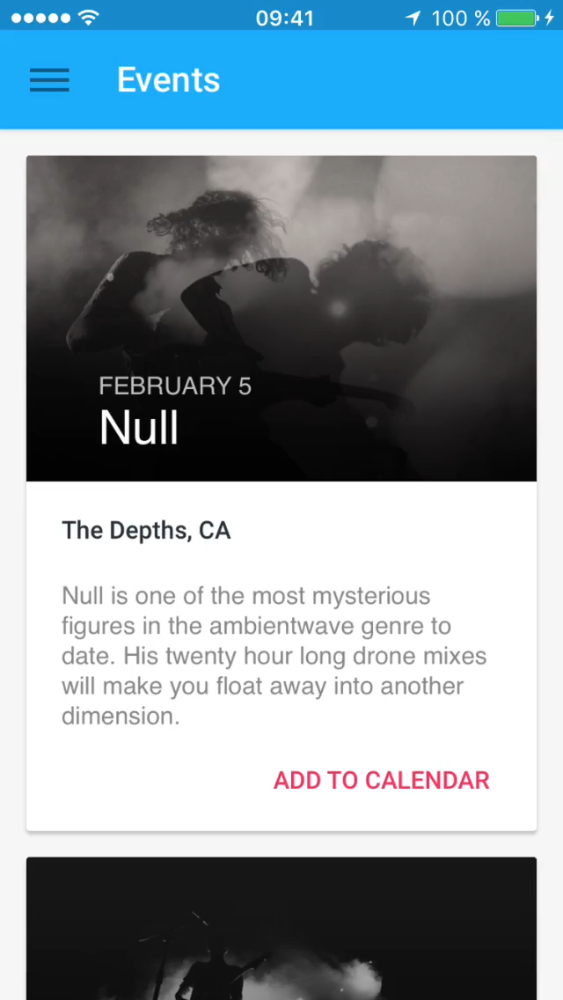 09:41
100 %
Events
FEBRUARY 5
Null
The Depths, CA
Null is one of the most mysterious
figures in the ambientwave genre to
date. His twenty hour long drone mixes
will make you float away into another
dimension.
ADD TO CALENDAR